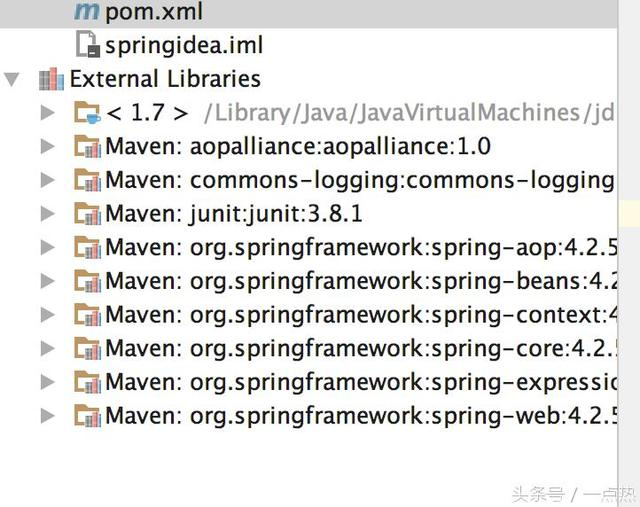 pom.xml
springidea.iml
External Libraries
< 1.7 > /Library/Java/JavaVirtualMachines/jd
Maven: aopalliance:aopalliance:1.0
Maven: commons-logging:commons-logging
Maven: junit:junit:3.8.1
Maven: org.springframework:spring-aop:4.2.5
Maven: org.springframework:spring-beans:4.2
Maven: org.springframework:spring-context:4
Maven: org.springframework:spring-core:4.2.5
Maven: org.springframework:spring-expressio
Maven: org.springframework:spring-web:4.2.5
头条号 / 一点热